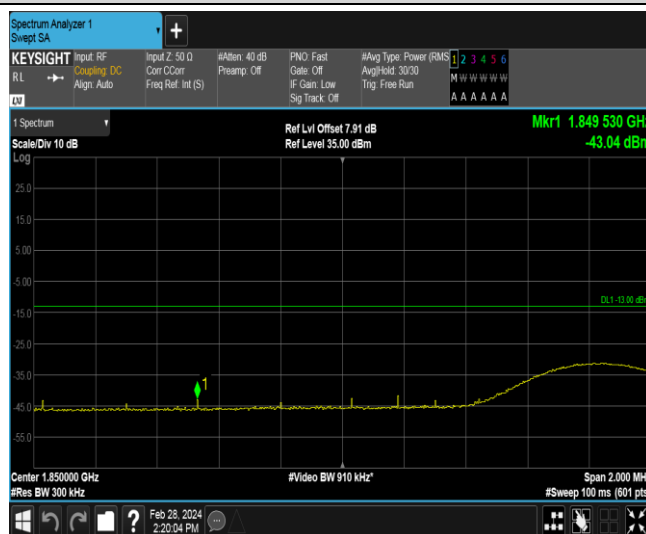 Spectrum Analyzer 1
Swept SA
+
KEYSIGHT Input: RF Input Z: 50 Ω #Atten: 40 dB PNO: Fast #Avg Type: Power (RMS 1 2 3 4 5 6
RL Coupling: DC Corr CCorr Preamp: Off Gate: Off Avg|Hold: 30/30 M W W W W W
Align: Auto Freq Ref: Int (S) IF Gain: Low Trig: Free Run
Sig Track: Off A A A A A A
LXI
1 Spectrum Ref Lvl Offset 7.91 dB Mkr1 1.849 530 GHz
Scale/Div 10 dB Ref Level 35.00 dBm -43.04 dBm
Log
25.0
15.0
5.00
-5.00
DL1 -13.00 dBm
-15.0
-25.0
-35.0
1
-45.0
-55.0
Center 1.850000 GHz #Video BW 910 kHz* Span 2.000 MH
#Res BW 300 kHz #Sweep 100 ms (601 pts
? Feb 28, 2024
2:20:04 PM